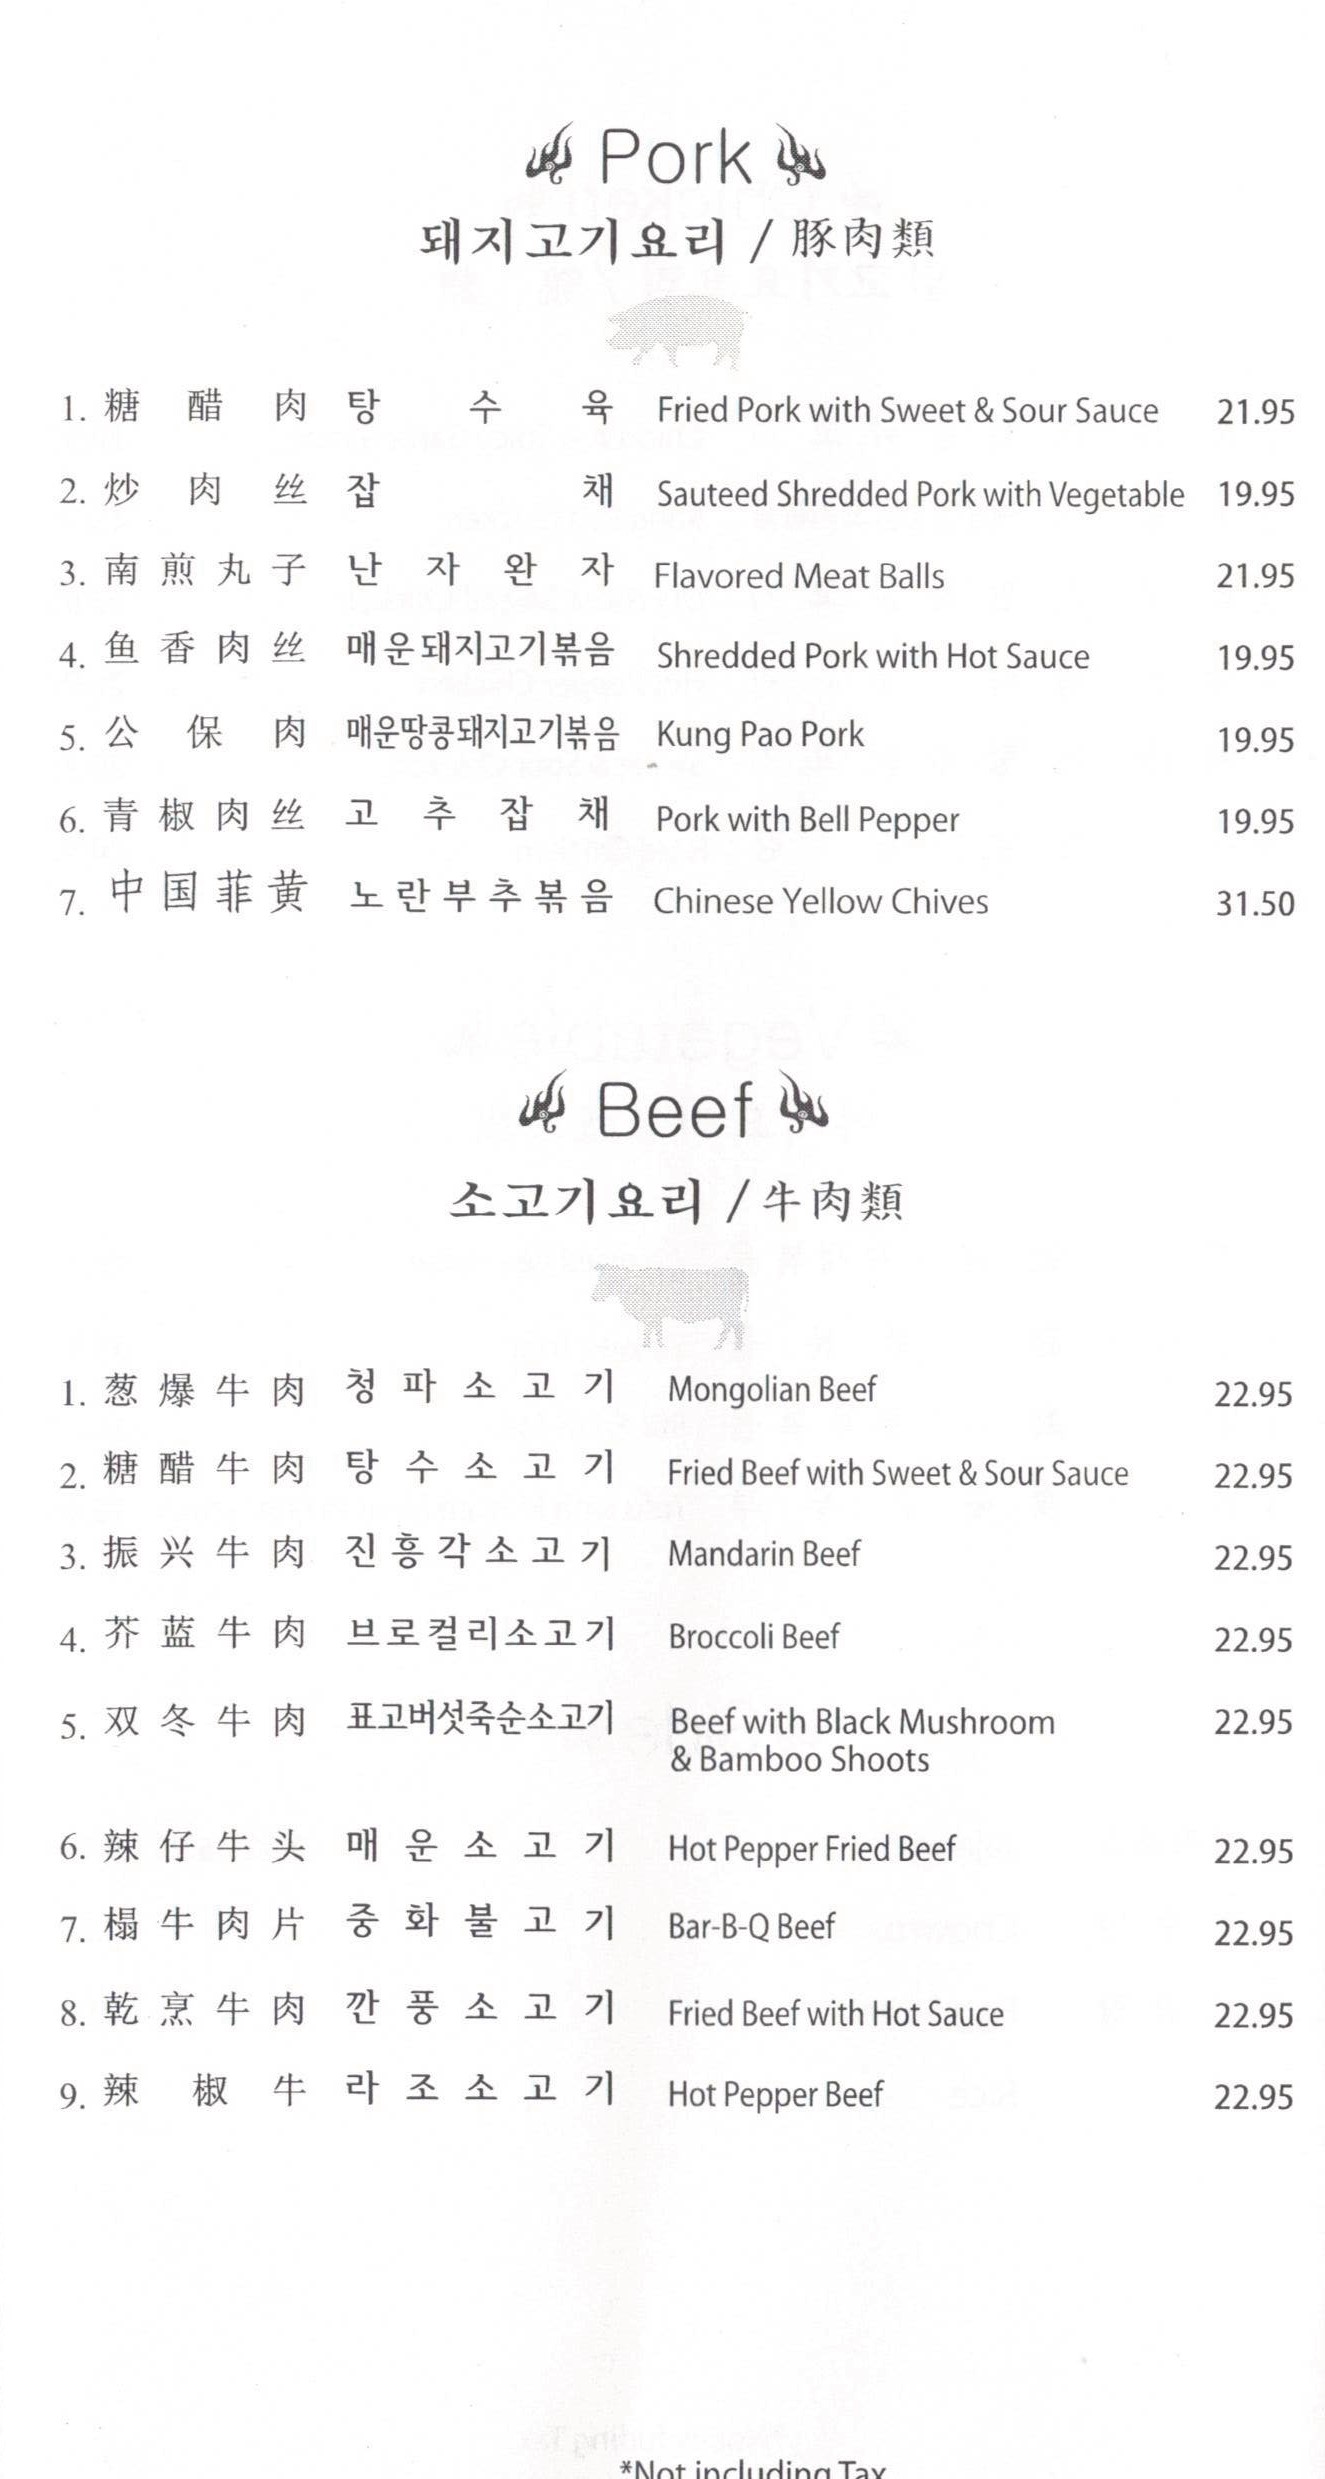 Pork
돼지고기요리 / 豚肉類
1. 糖醋肉 탕수육 Fried Pork with Sweet & Sour Sauce 21.95
2. 炒肉丝 잡채 Sauteed Shredded Pork with Vegetable 19.95
3. 南煎丸子 난자완자 Flavored Meat Balls 21.95
4. 鱼香肉丝 매운돼지고기볶음 Shredded Pork with Hot Sauce 19.95
5. 公保肉 매운땅콩돼지고기볶음 Kung Pao Pork 19.95
6. 青椒肉丝 고추잡채 Pork with Bell Pepper 19.95
7. 中国菲黄 노란부추볶음 Chinese Yellow Chives 31.50
Beef
소고기요리 / 牛肉類
1. 葱爆牛肉 청파소고기 Mongolian Beef 22.95
2. 糖醋牛肉 탕수소고기 Fried Beef with Sweet & Sour Sauce 22.95
3. 振兴牛肉 진흥각소고기 Mandarin Beef 22.95
4. 芥蓝牛肉 브로컬리소고기 Broccoli Beef 22.95
5. 双冬牛肉 표고버섯죽순소고기 Beef with Black Mushroom 22.95
& Bamboo Shoots
6. 辣仔牛头 매운소고기 Hot Pepper Fried Beef 22.95
7. 榻牛肉片 중화불고기 Bar-B-Q Beef 22.95
8. 乾烹牛肉 깐풍소고기 Fried Beef with Hot Sauce 22.95
9. 辣椒牛 라조소고기 Hot Pepper Beef 22.95
*Not including Tax